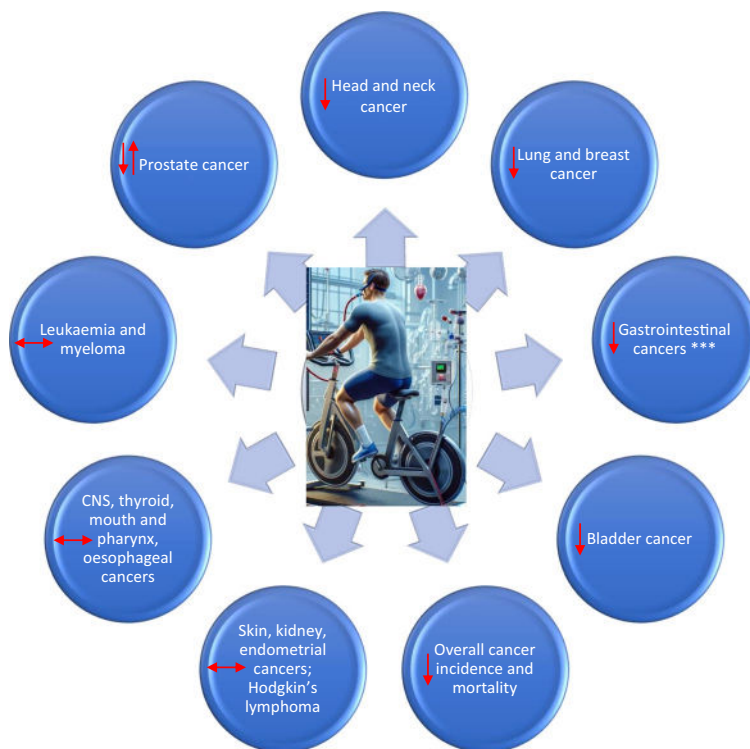 Head and neck
cancer
Lung and breast
cancer
Gastrointestinal
cancers ***
Bladder cancer
Overall cancer
incidence and
mortality
Skin, kidney,
endometrial
cancers;
Hodgkin's
lymphoma
CNS, thyroid,
mouth and
pharynx,
oesophageal
cancers
Leukaemia and
myeloma
Prostate cancer